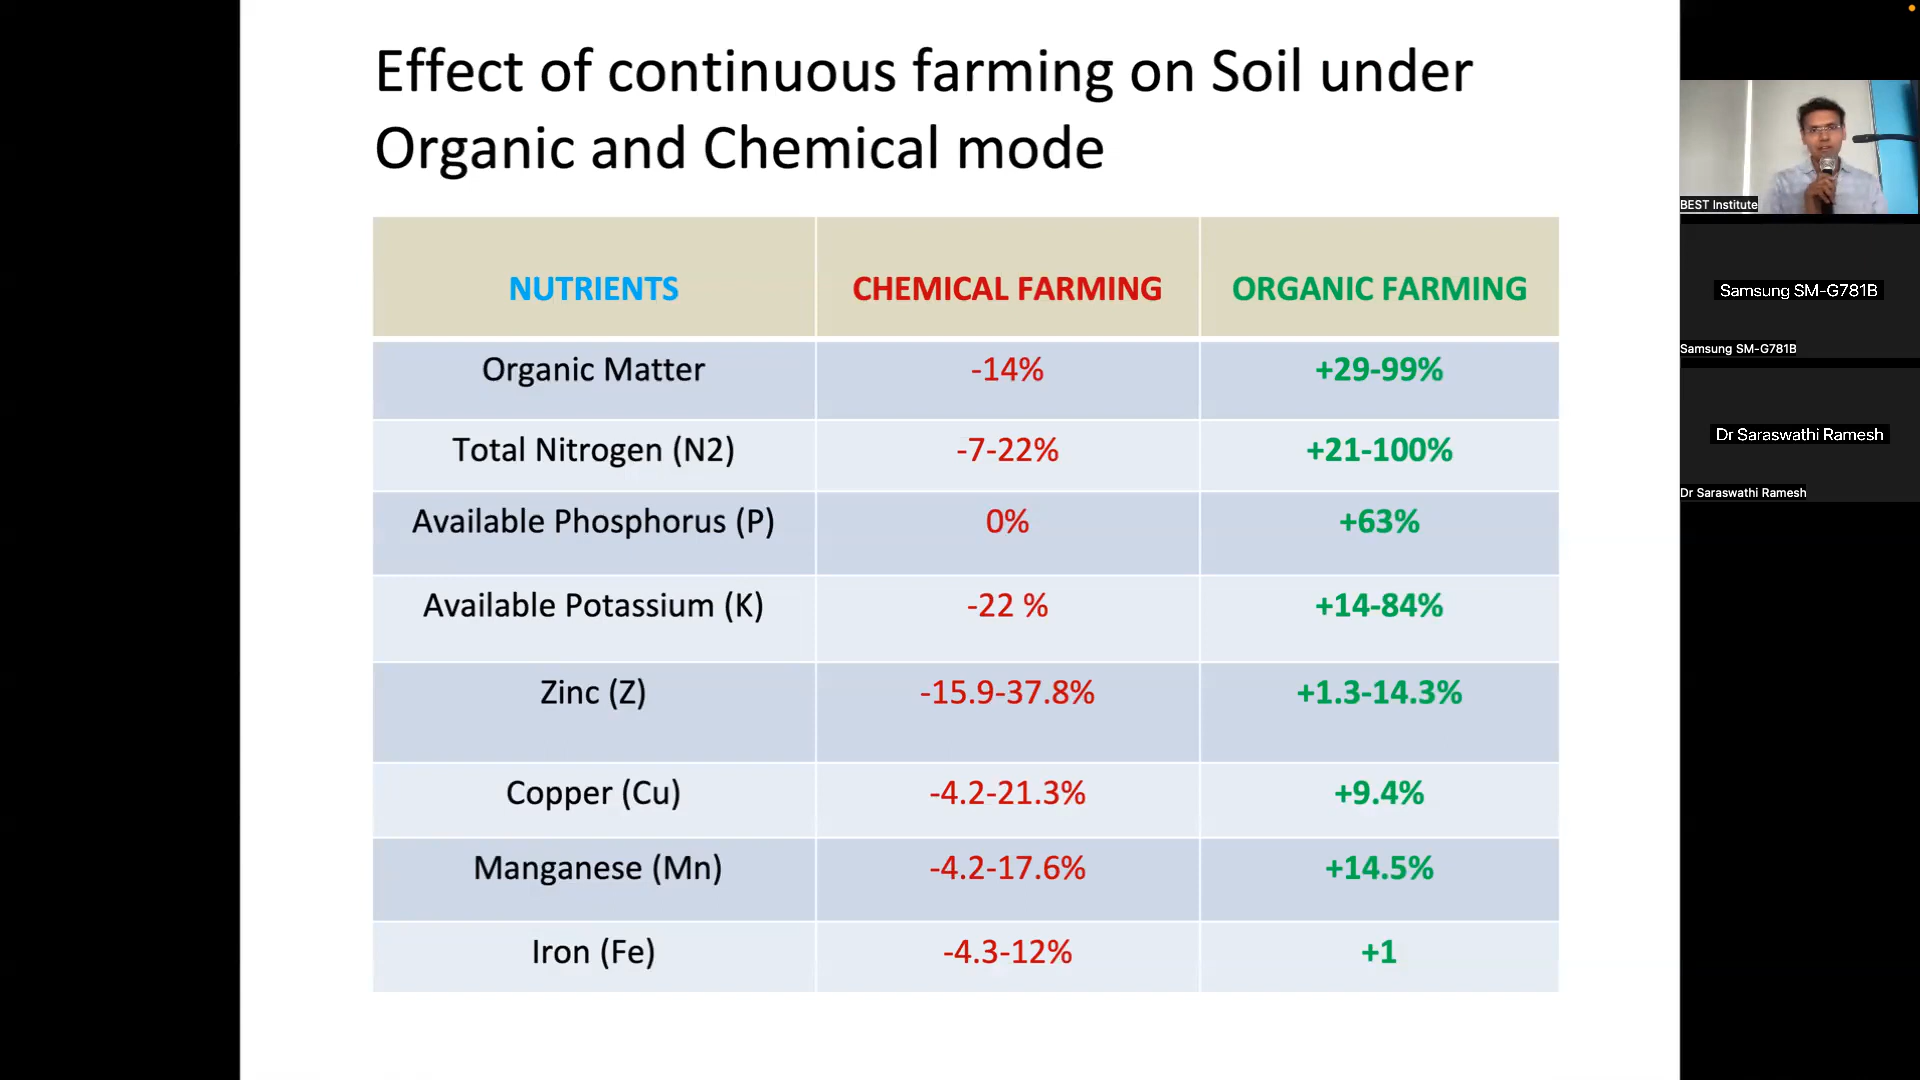 Effect of continuous farming on Soil under
Organic and Chemical mode
NUTRIENTS CHEMICAL FARMING ORGANIC FARMING
Organic Matter -14% +29-99%
Total Nitrogen (N2) -7-22% +21-100%
Available Phosphorus (P) 0% +63%
Available Potassium (K) -22 % +14-84%
Zinc (Z) -15.9-37.8% +1.3-14.3%
Copper (Cu) -4.2-21.3% +9.4%
Manganese (Mn) -4.2-17.6% +14.5%
Iron (Fe) -4.3-12% +1
BEST Institute
Samsung SM-G781B
Samsung SM-G781B
Dr Saraswathi Ramesh
Dr Saraswathi Ramesh